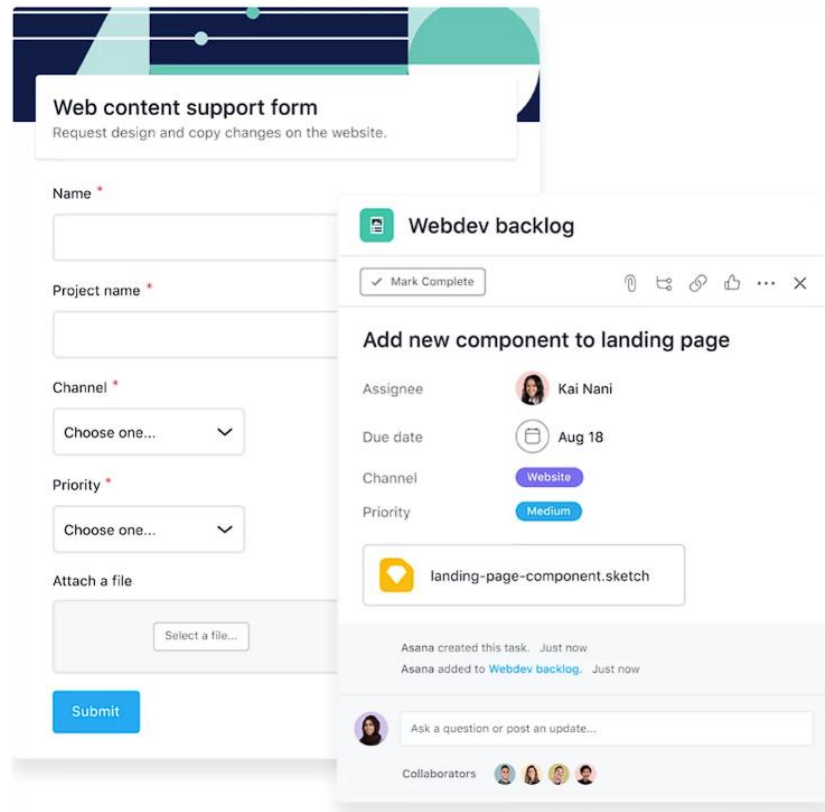 Web content support form
Request design and copy changes on the website.
Name *
Project name *
Channel *
Choose one...
Priority *
Choose one...
Attach a file
Select a file...
Submit
Webdev backlog
Mark Complete
Add new component to landing page
Assignee Kai Nani
Due date Aug 18
Channel Website
Priority Medium
landing-page-component.sketch
Asana created this task. Just now
Asana added to Webdev backlog. Just now
Ask a question or post an update...
Collaborators